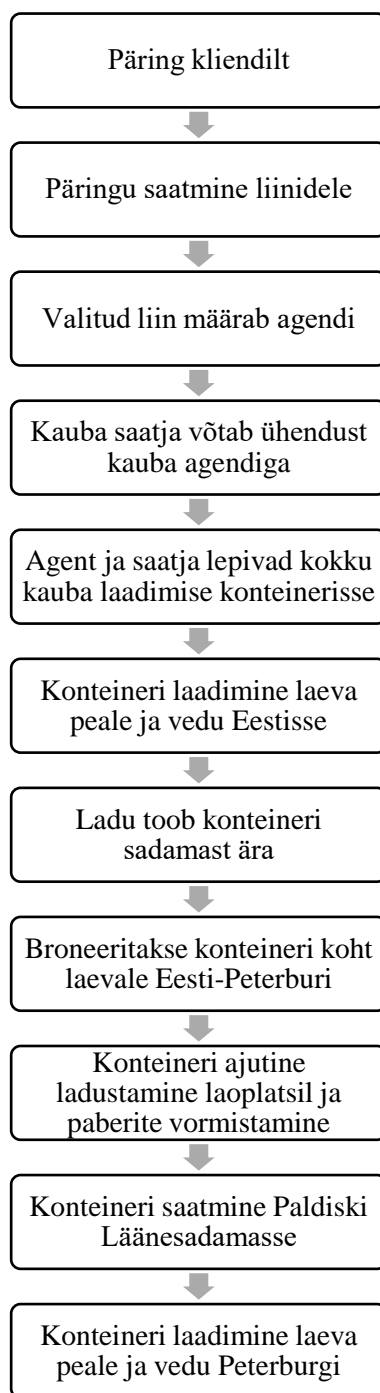 Päring kliendilt
Päringu saatmine liinidele
Valitud liin määrab agendi
Kauba saatja võtab ühendust
kauba agendiga
Agent ja saatja lepivad kokku
kauba laadimise konteinerisse
Konteineri laadimine laeva
peale ja vedu Eestisse
Ladu toob konteineri
sadamast ära
Broneeritakse konteineri koht
laevale Eesti-Peterburi
Konteineri ajutine
ladustamine laoplatsil ja
paberite vormistamine
Konteineri saatmine Paldiski
Läänesadamasse
Konteineri laadimine laeva
peale ja vedu Peterburgi